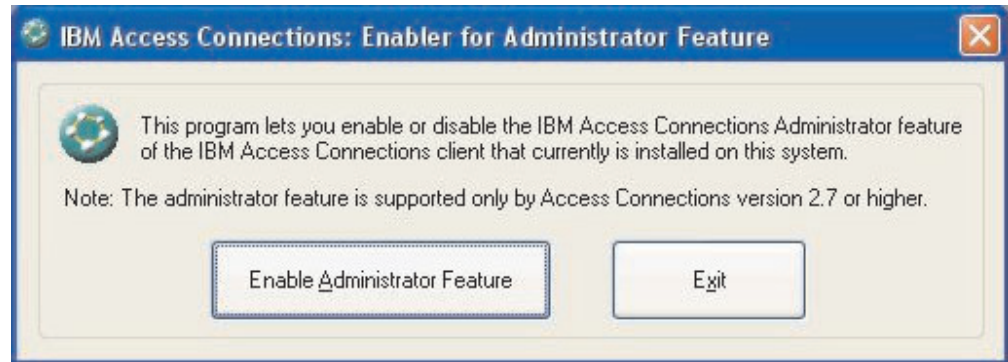 IBM Access Connections: Enabler for Administrator Feature
This program lets you enable or disable the IBM Access Connections Administrator feature
of the IBM Access Connections client that currently is installed on this system.
Note: The administrator feature is supported only by Access Connections version 2.7 or higher.
Enable Administrator Feature
Exit